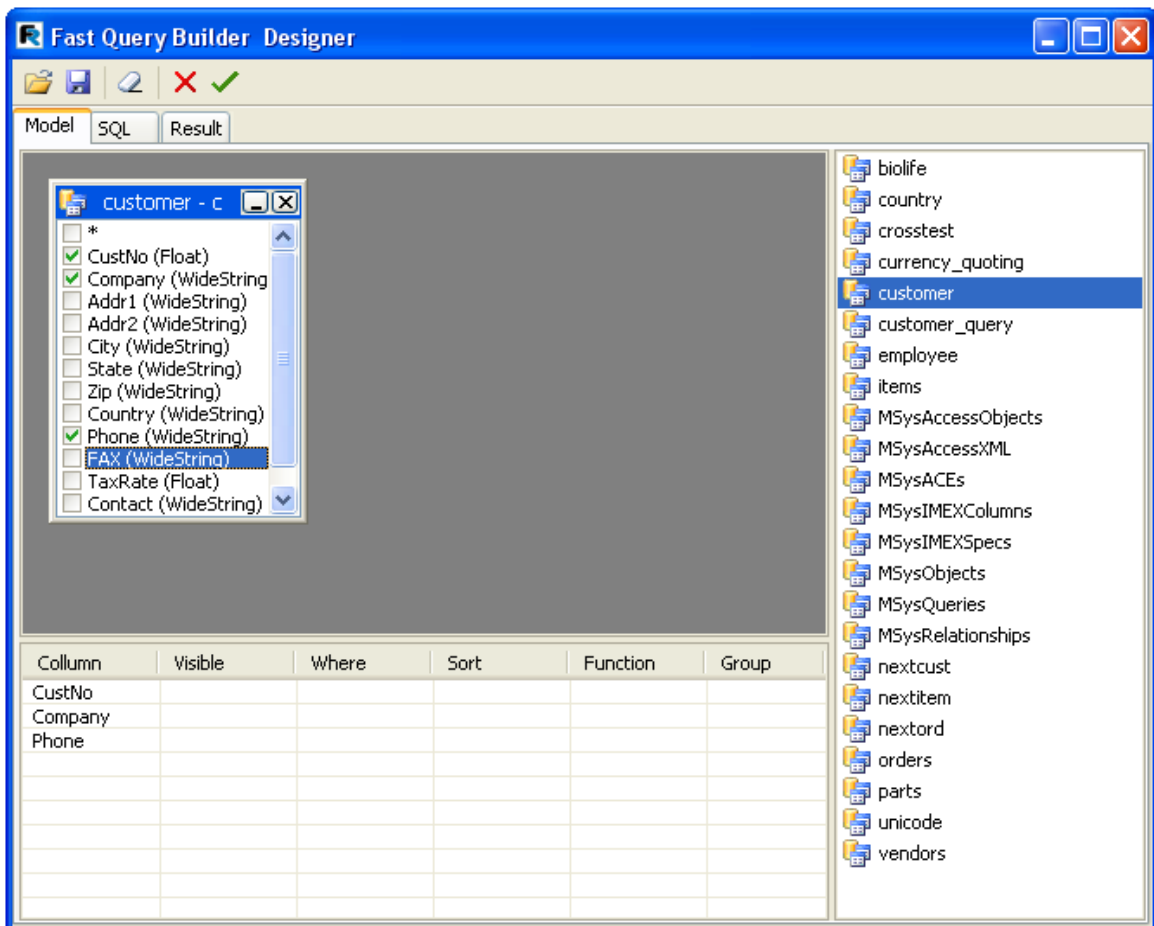 Fast Query Builder Designer
Model SQL Result
customer - c
*
CustNo (Float)
Company (WideString
Addr1 (WideString)
Addr2 (WideString)
City (WideString)
State (WideString)
Zip (WideString)
Country (WideString)
Phone (WideString)
FAX (WideString)
TaxRate (Float)
Contact (WideString)
biolife
country
crosstest
currency_quoting
customer
customer_query
employee
items
MSysAccessObjects
MSysAccessXML
MSysACEs
MSysIMEXColumns
MSysIMEXSpecs
MSysObjects
MSysQueries
MSysRelationships
nextcust
nextitem
nextord
orders
parts
unicode
vendors
Collumn Visible Where Sort Function Group
CustNo
Company
Phone